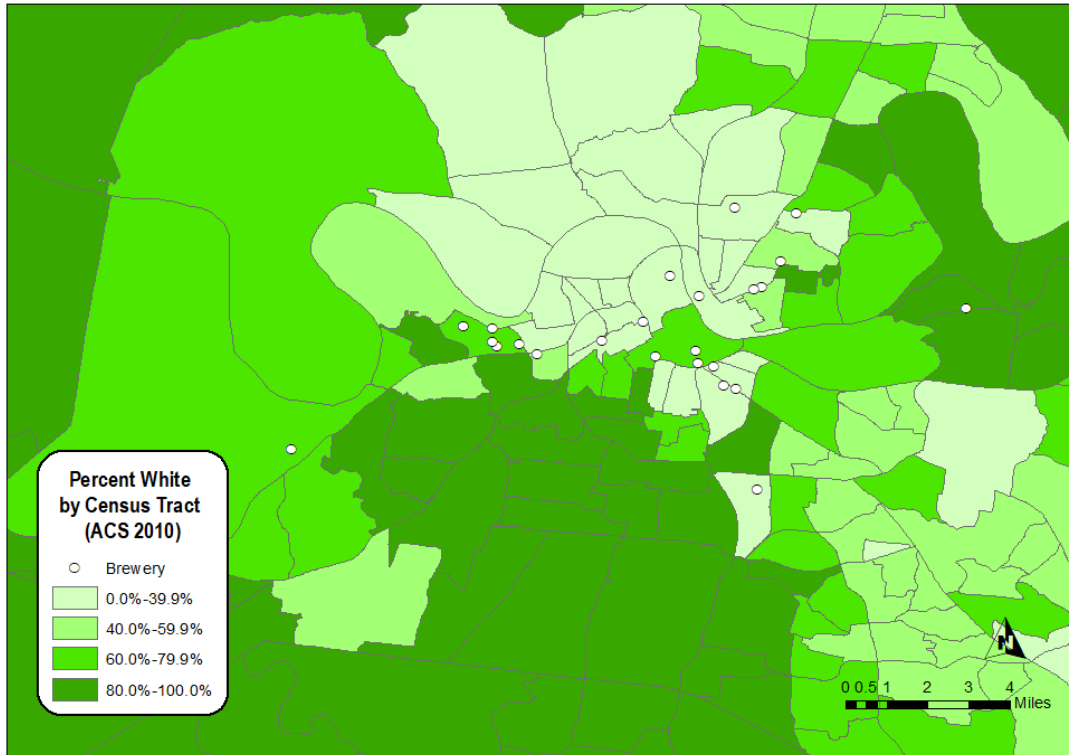 Percent White
by Census Tract
(ACS 2010)
Brewery
0.0%-39.9%
40.0%-59.9%
60.0%-79.9%
80.0%-100.0%
N
0 0.5 1 2 3 4
Miles